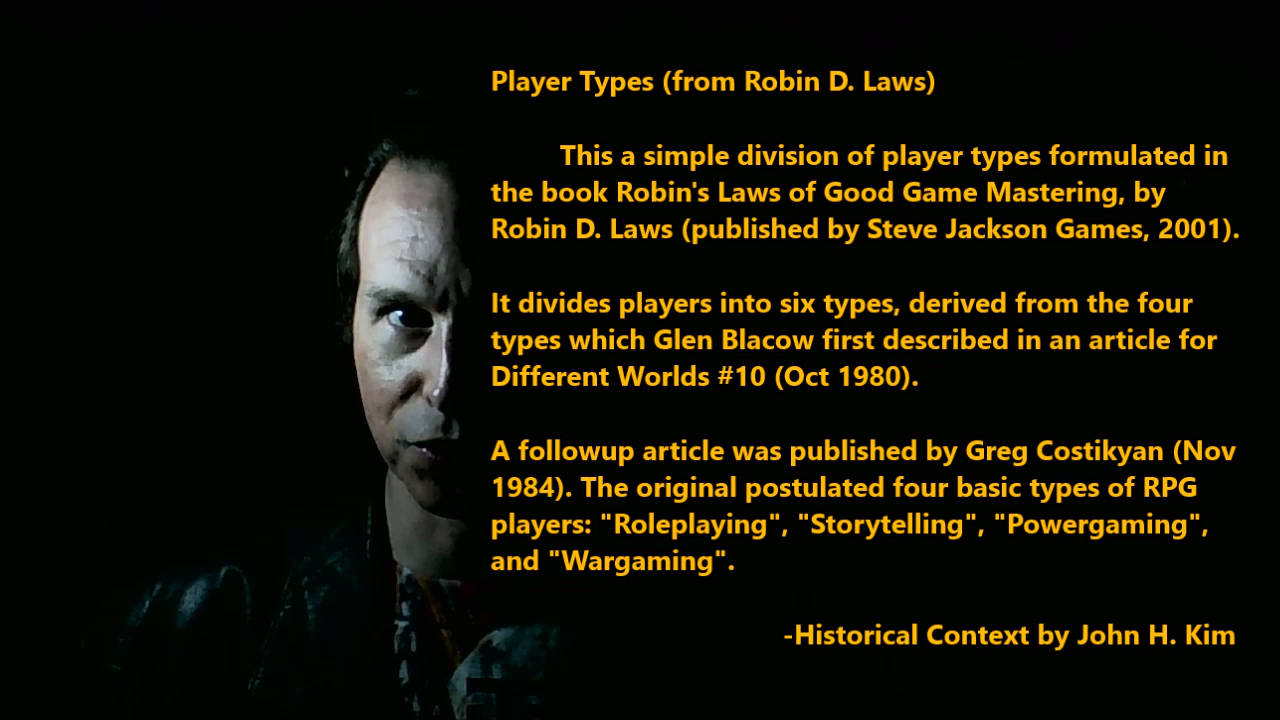 Player Types (from Robin D. Laws)
This a simple division of player types formulated in
the book Robin's Laws of Good Game Mastering, by
Robin D. Laws (published by Steve Jackson Games, 2001).
It divides players into six types, derived from the four
types which Glen Blacow first described in an article for
Different Worlds #10 (Oct 1980).
A followup article was published by Greg Costikyan (Nov
1984). The original postulated four basic types of RPG
players: "Roleplaying", "Storytelling", "Powergaming",
and "Wargaming".
-Historical Context by John H. Kim